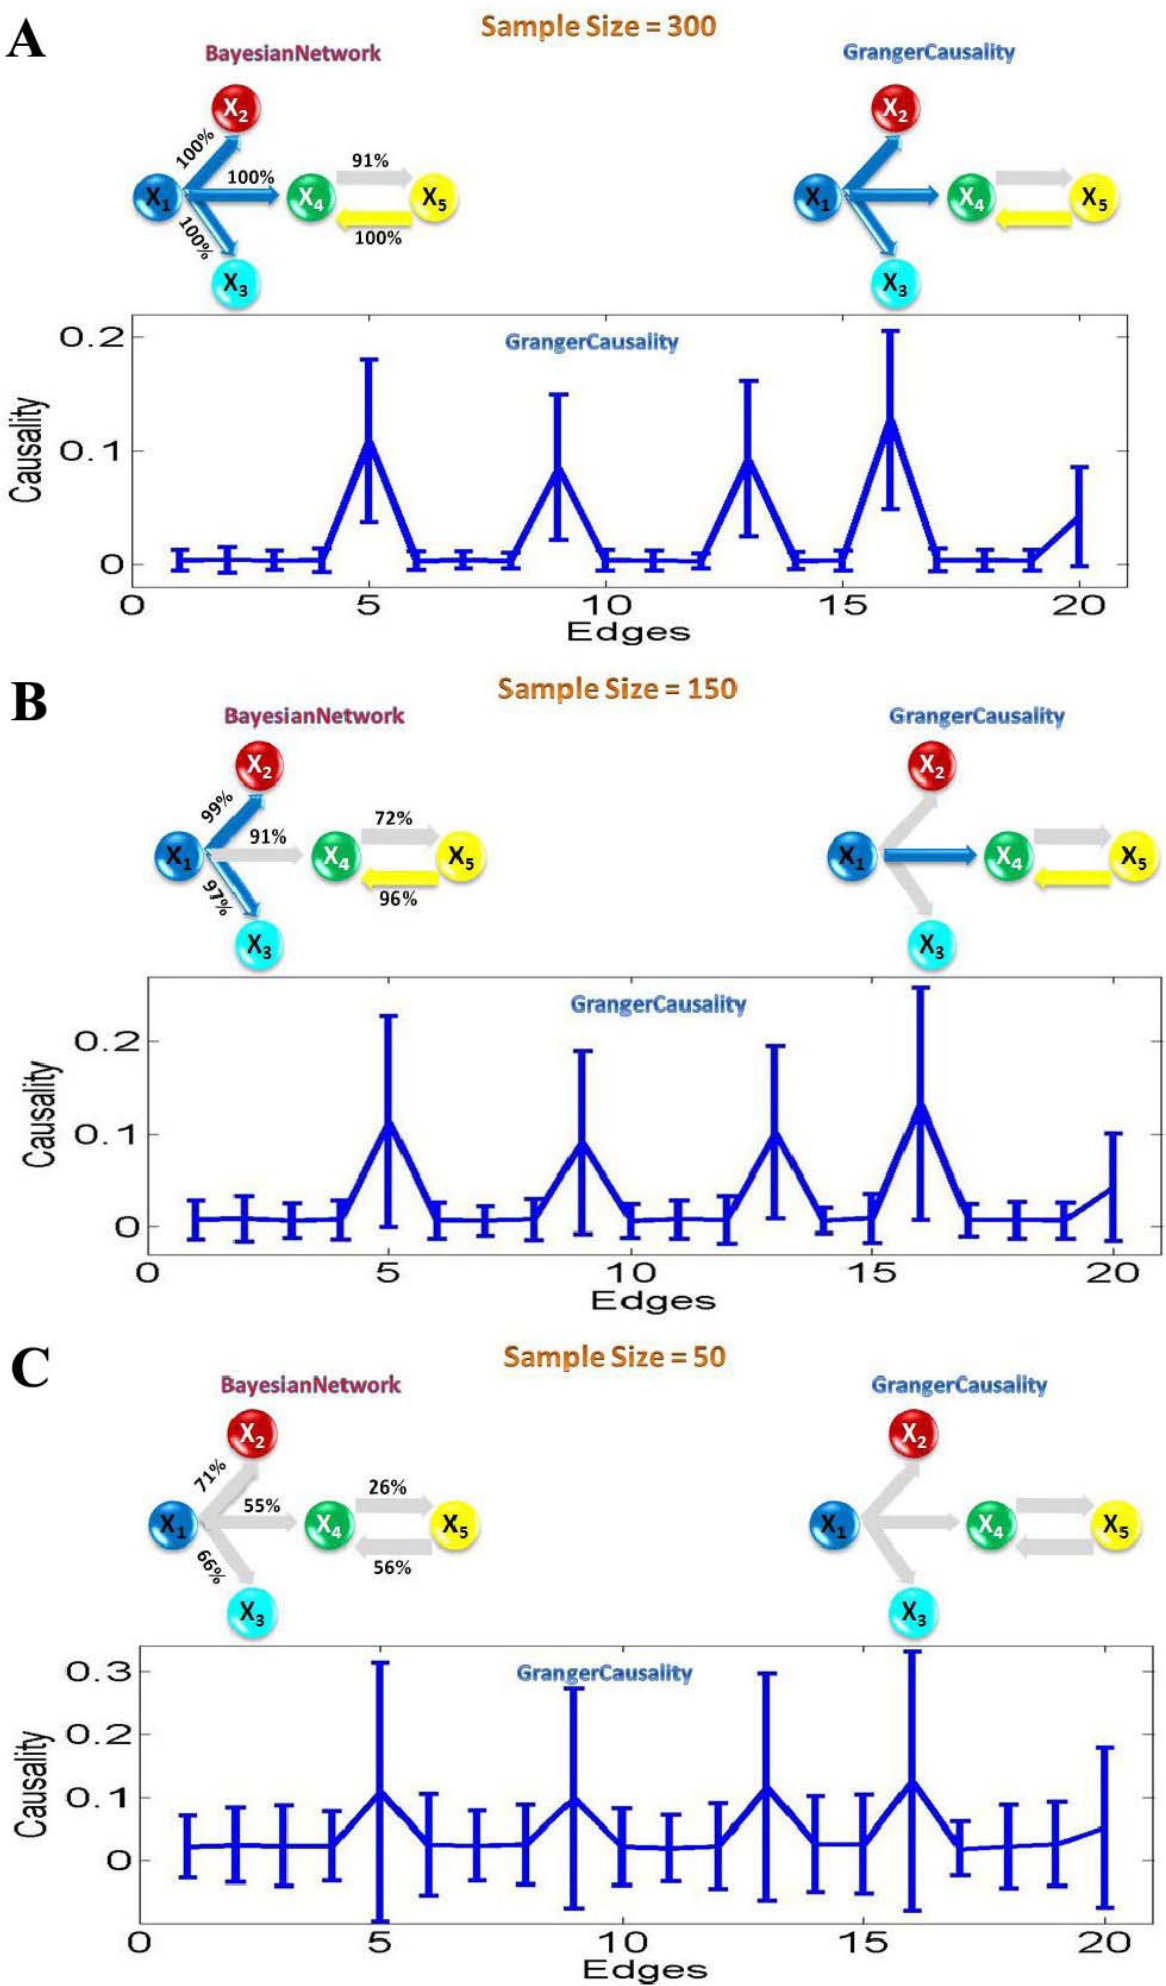 A
Sample Size = 300
BayesianNetwork
GrangerCausality
X2
X2
100%
91%
100%
X1
X4
X5
X1
X4
X5
100%
100%
X3
X3
GrangerCausality
0.2
0.1
0
Causality
0 5 10 15 20
Edges
B
Sample Size = 150
BayesianNetwork
GrangerCausality
X2
X2
99%
72%
91%
X1
X4
X5
X1
X4
X5
97%
96%
X3
X3
GrangerCausality
0.2
0.1
0
Causality
0 5 10 15 20
Edges
C
Sample Size = 50
BayesianNetwork
GrangerCausality
X2
X2
71%
26%
55%
X1
X4
X5
X1
X4
X5
66%
56%
X3
X3
GrangerCausality
0.3
0.2
0.1
0
Causality
0 5 10 15 20
Edges